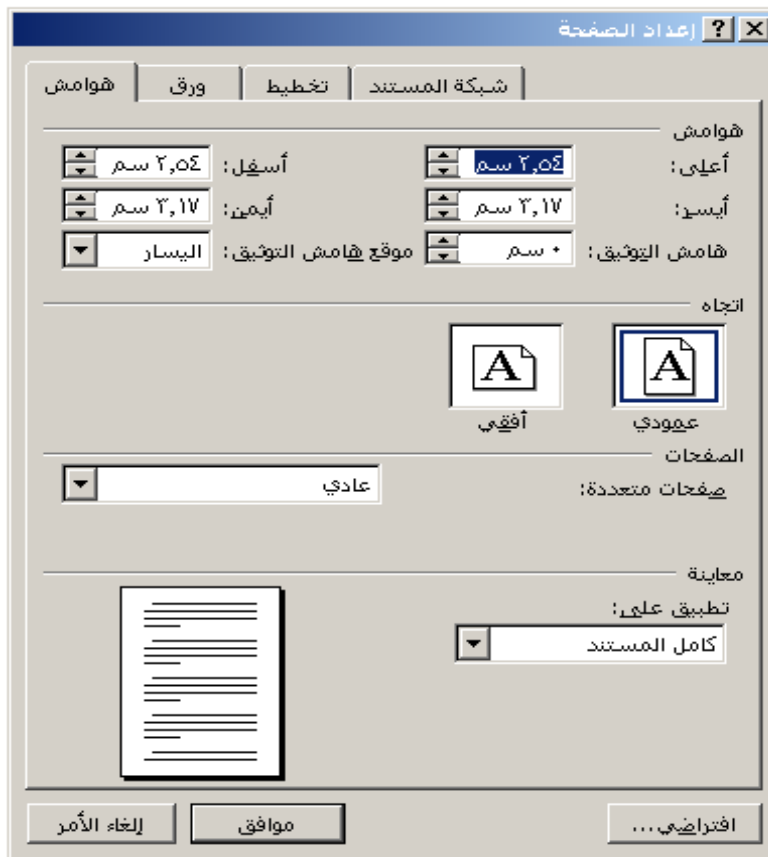 إعداد الصفحة
هوامش ورق تخطيط شبكة المستند
هوامش
أعلى: ٢,٥٤ سم أسفل: ٢,٥٤ سم
أيسر: ٣,١٧ سم أيمن: ٣,١٧ سم
هامش التوثيق: ٠ سم موقع هامش التوثيق: اليسار
اتجاه
A A
عمودي أفقي
الصفحات
صفحات متعددة: عادي
معاينة
تطبيق على:
كامل المستند
افتراضي... موافق إلغاء الأمر